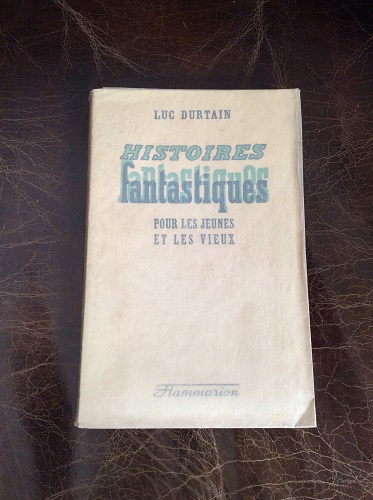 LUC DURTAIN
HISTOIRES
fantastiques
POUR LES JEUNES
ET LES VIEUX
Flammarion